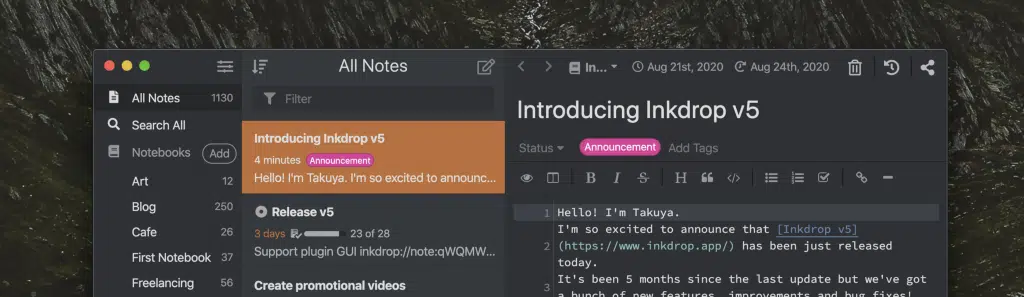 All Notes 1130
Search All
Notebooks Add
Art 12
Blog 250
Cafe 26
First Notebook 37
Freelancing 56
All Notes
Filter
Introducing Inkdrop v5
4 minutes Announcement
Hello! I'm Takuya. I'm so excited to announc...
Release v5
3 days 23 of 28
Support plugin GUI inkdrop://note:qWQMW...
Create promotional videos
In... Aug 21st, 2020 Aug 24th, 2020
Introducing Inkdrop v5
Status Announcement Add Tags
B I S H
1 Hello! I'm Takuya.
2 I'm so excited to announce that [Inkdrop v5]
(https://www.inkdrop.app/) has been just released
today.
3 It's been 5 months since the last update but we've got
a bunch of new features, improvements and bug fixes!